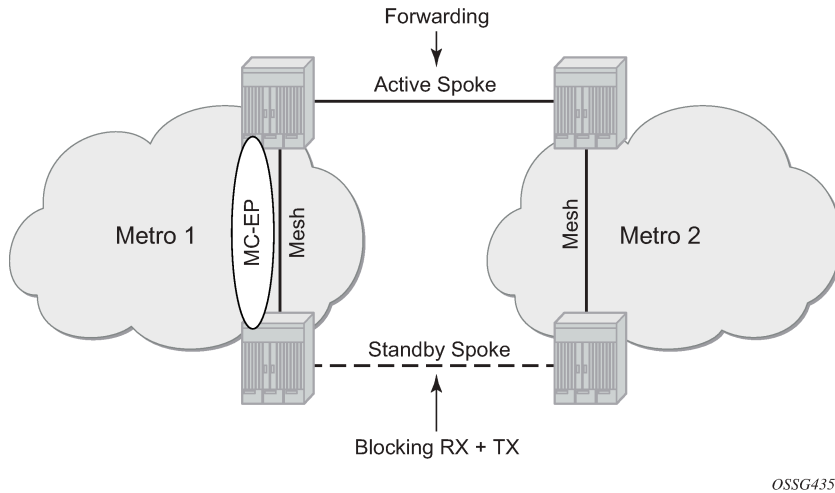 Forwarding
Active Spoke
Metro 1
MC-EP
Mesh
Mesh
Metro 2
Standby Spoke
Blocking RX + TX
OSSG435